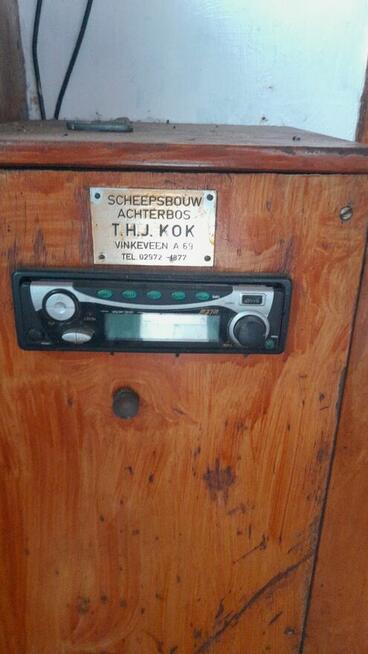 SCHEEPSBOUW
ACHTERBOS
T.H.J. KOK
VINKEVEEN A 69
TEL. 02972 - 1877